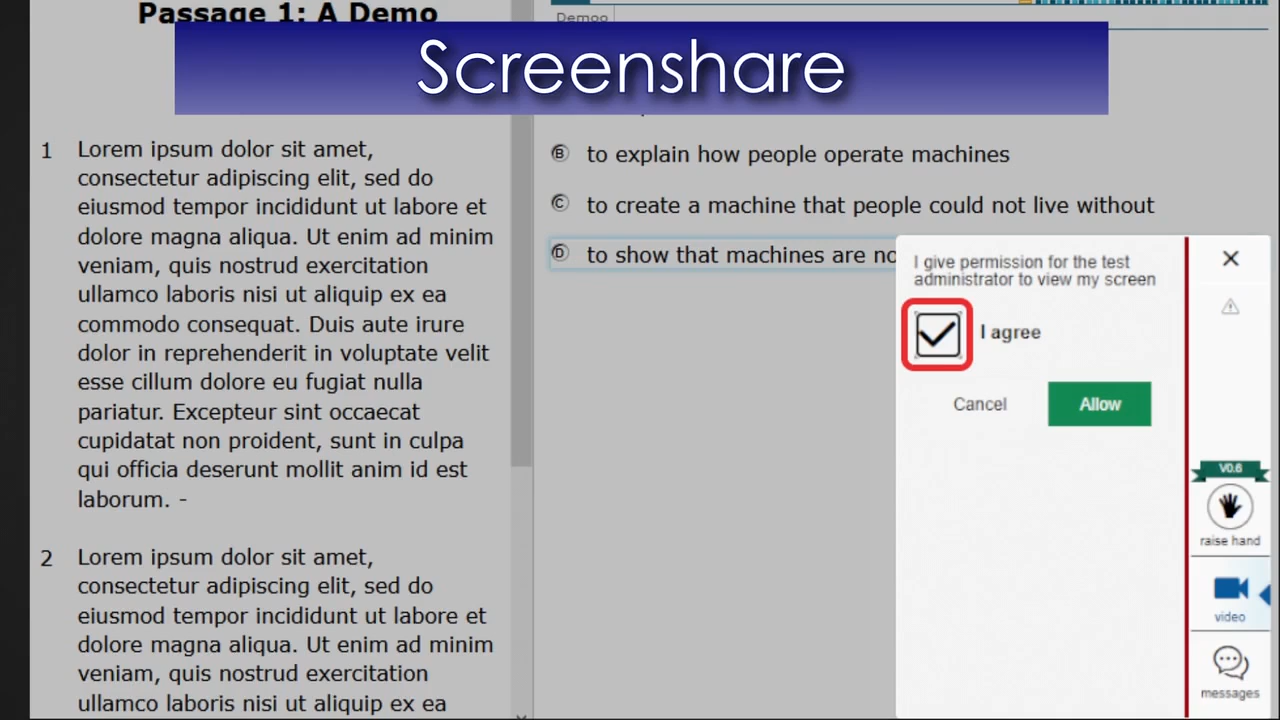 Passage 1: A Demo
Demoo
Screenshare
1 Lorem ipsum dolor sit amet,
consectetur adipiscing elit, sed do
eiusmod tempor incididunt ut labore et
dolore magna aliqua. Ut enim ad minim
veniam, quis nostrud exercitation
ullamco laboris nisi ut aliquip ex ea
commodo consequat. Duis aute irure
dolor in reprehenderit in voluptate velit
esse cillum dolore eu fugiat nulla
pariatur. Excepteur sint occaecat
cupidatat non proident, sunt in culpa
qui officia deserunt mollit anim id est
laborum. -
2 Lorem ipsum dolor sit amet,
consectetur adipiscing elit, sed do
eiusmod tempor incididunt ut labore et
dolore magna aliqua. Ut enim ad minim
veniam, quis nostrud exercitation
ullamco laboris nisi ut aliquip ex ea
B to explain how people operate machines
C to create a machine that people could not live without
D to show that machines are no
I give permission for the test
administrator to view my screen
I agree
Cancel
Allow
V0.6
raise hand
video
messages